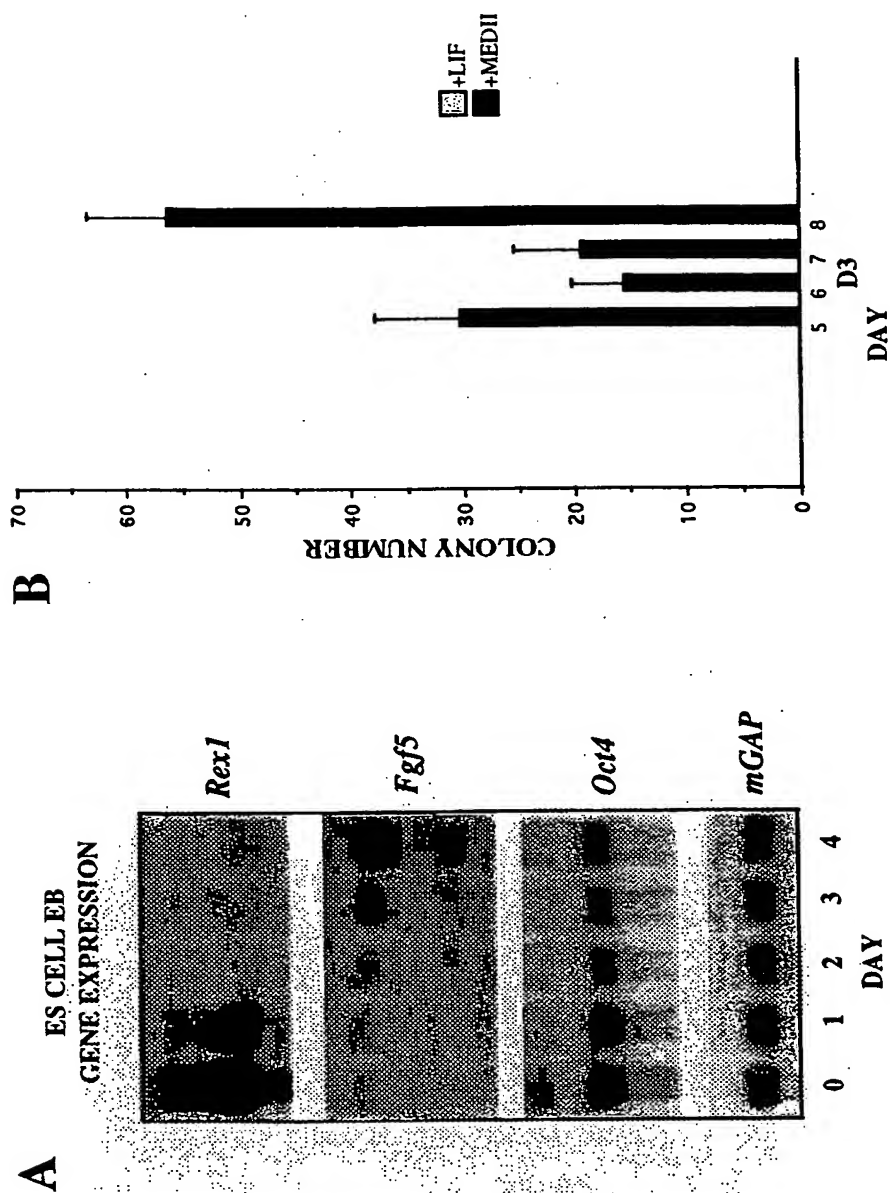 A
ES CELL EB
GENE EXPRESSION
Rex1
Fgf5
Oct4
mGAP
0 1 2 3 4
DAY
B
COLONY NUMBER
70
60
50
40
30
20
10
0
5 6 7 8
D3
DAY
+LIF
+MEDII